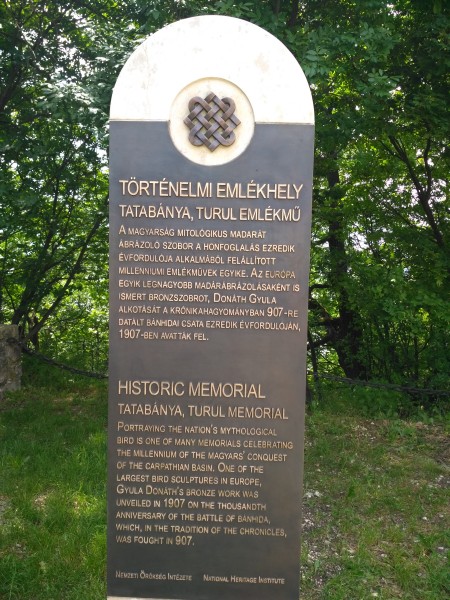 TÖRTÉNELMI EMLÉKHELY
TATABÁNYA, TURUL EMLÉKMŰ
A MAGYARSÁG MITOLÓGIKUS MADARÁT
ÁBRÁZOLÓ SZOBOR A HONFOGLALÁS EZREDIK
ÉVFORDULÓJA ALKALMÁBÓL FELÁLLÍTOTT
MILLENNIUMI EMLÉKMŰVEK EGYIKE. AZ EURÓPA
EGYIK LEGNAGYOBB MADÁRÁBRÁZOLÁSAKÉNT IS
ISMERT BRONZSZOBROT, DONÁTH GYULA
ALKOTÁSÁT A KRÓNIKAHAGYOMÁNYBAN 907-RE
DATÁLT BÁNHIDAI CSATA EZREDIK ÉVFORDULÓJÁN,
1907-BEN AVATTÁK FEL.
HISTORIC MEMORIAL
TATABÁNYA, TURUL MEMORIAL
PORTRAYING THE NATION'S MYTHOLOGICAL
BIRD IS ONE OF MANY MEMORIALS CELEBRATING
THE MILLENNIUM OF THE MAGYARS' CONQUEST
OF THE CARPATHIAN BASIN. ONE OF THE
LARGEST BIRD SCULPTURES IN EUROPE,
GYULA DONÁTH'S BRONZE WORK WAS
UNVEILED IN 1907 ON THE THOUSANDTH
ANNIVERSARY OF THE BATTLE OF BÁNHIDA,
WHICH, IN THE TRADITION OF THE CHRONICLES,
WAS FOUGHT IN 907.
NEMZETI ÖRÖKSÉG INTÉZETE NATIONAL HERITAGE INSTITUTE